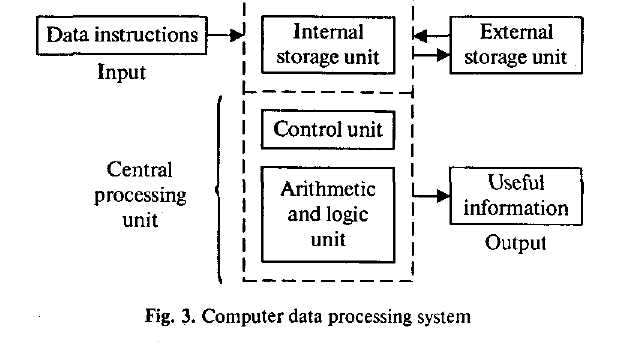 Data instructions
Input
Internal
storage unit
External
storage unit
Control unit
Central
processing
unit
Arithmetic
and logic
unit
Useful
information
Output
Fig. 3. Computer data processing system